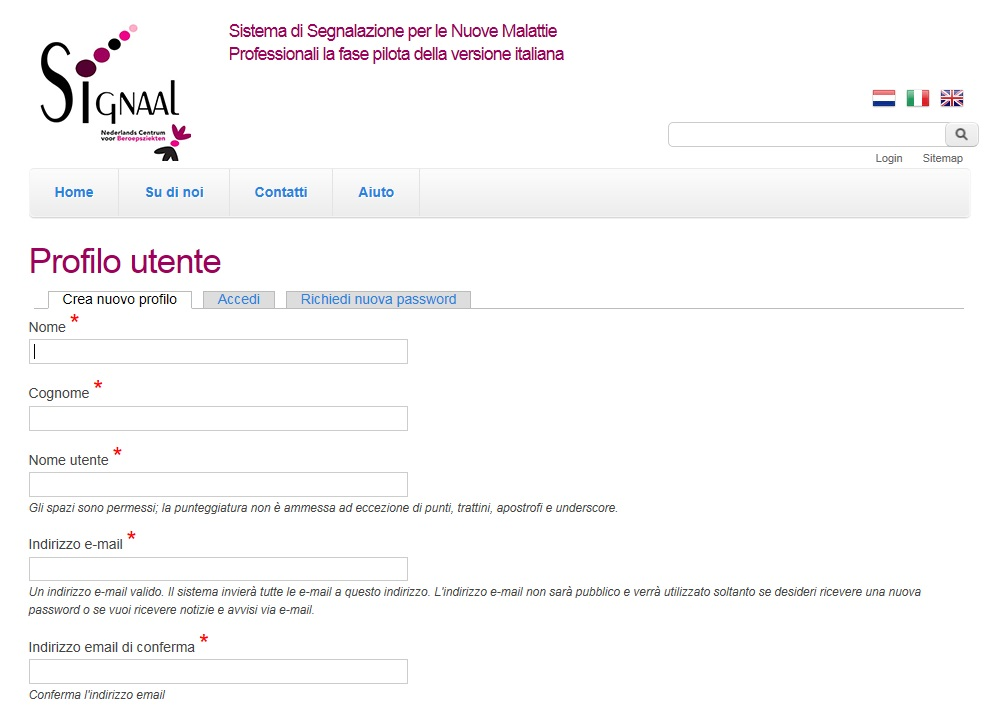 Sistema di Segnalazione per le Nuove Malattie
Professionali la fase pilota della versione italiana
SIGNAAL
Nederlands Centrum
voor Beroepsziekten
Login Sitemap
Home Su di noi Contatti Aiuto
Profilo utente
Crea nuovo profilo Accedi Richiedi nuova password
Nome *
Cognome *
Nome utente *
Gli spazi sono permessi; la punteggiatura non è ammessa ad eccezione di punti, trattini, apostrofi e underscore.
Indirizzo e-mail *
Un indirizzo e-mail valido. Il sistema invierà tutte le e-mail a questo indirizzo. L'indirizzo e-mail non sarà pubblico e verrà utilizzato soltanto se desideri ricevere una nuova
password o se vuoi ricevere notizie e avvisi via e-mail.
Indirizzo email di conferma *
Conferma l'indirizzo email